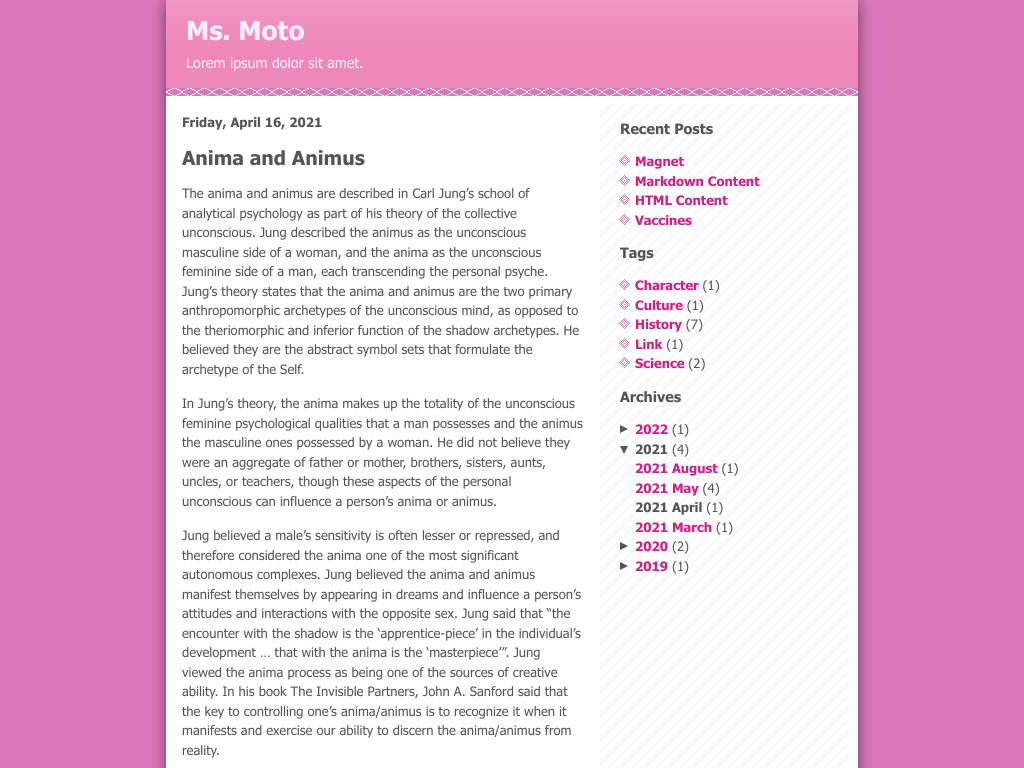 Ms. Moto
Lorem ipsum dolor sit amet.
Friday, April 16, 2021
Anima and Animus
The anima and animus are described in Carl Jung’s school of
analytical psychology as part of his theory of the collective
unconscious. Jung described the animus as the unconscious
masculine side of a woman, and the anima as the unconscious
feminine side of a man, each transcending the personal psyche.
Jung’s theory states that the anima and animus are the two primary
anthropomorphic archetypes of the unconscious mind, as opposed to
the theriomorphic and inferior function of the shadow archetypes. He
believed they are the abstract symbol sets that formulate the
archetype of the Self.
In Jung’s theory, the anima makes up the totality of the unconscious
feminine psychological qualities that a man possesses and the animus
the masculine ones possessed by a woman. He did not believe they
were an aggregate of father or mother, brothers, sisters, aunts,
uncles, or teachers, though these aspects of the personal
unconscious can influence a person’s anima or animus.
Jung believed a male’s sensitivity is often lesser or repressed, and
therefore considered the anima one of the most significant
autonomous complexes. Jung believed the anima and animus
manifest themselves by appearing in dreams and influence a person’s
attitudes and interactions with the opposite sex. Jung said that “the
encounter with the shadow is the ‘apprentice-piece’ in the individual’s
development … that with the anima is the ‘masterpiece’”. Jung
viewed the anima process as being one of the sources of creative
ability. In his book The Invisible Partners, John A. Sanford said that
the key to controlling one’s anima/animus is to recognize it when it
manifests and exercise our ability to discern the anima/animus from
reality.
Recent Posts
Magnet
Markdown Content
HTML Content
Vaccines
Tags
Character (1)
Culture (1)
History (7)
Link (1)
Science (2)
Archives
► 2022 (1)
▼ 2021 (4)
2021 August (1)
2021 May (4)
2021 April (1)
2021 March (1)
► 2020 (2)
► 2019 (1)